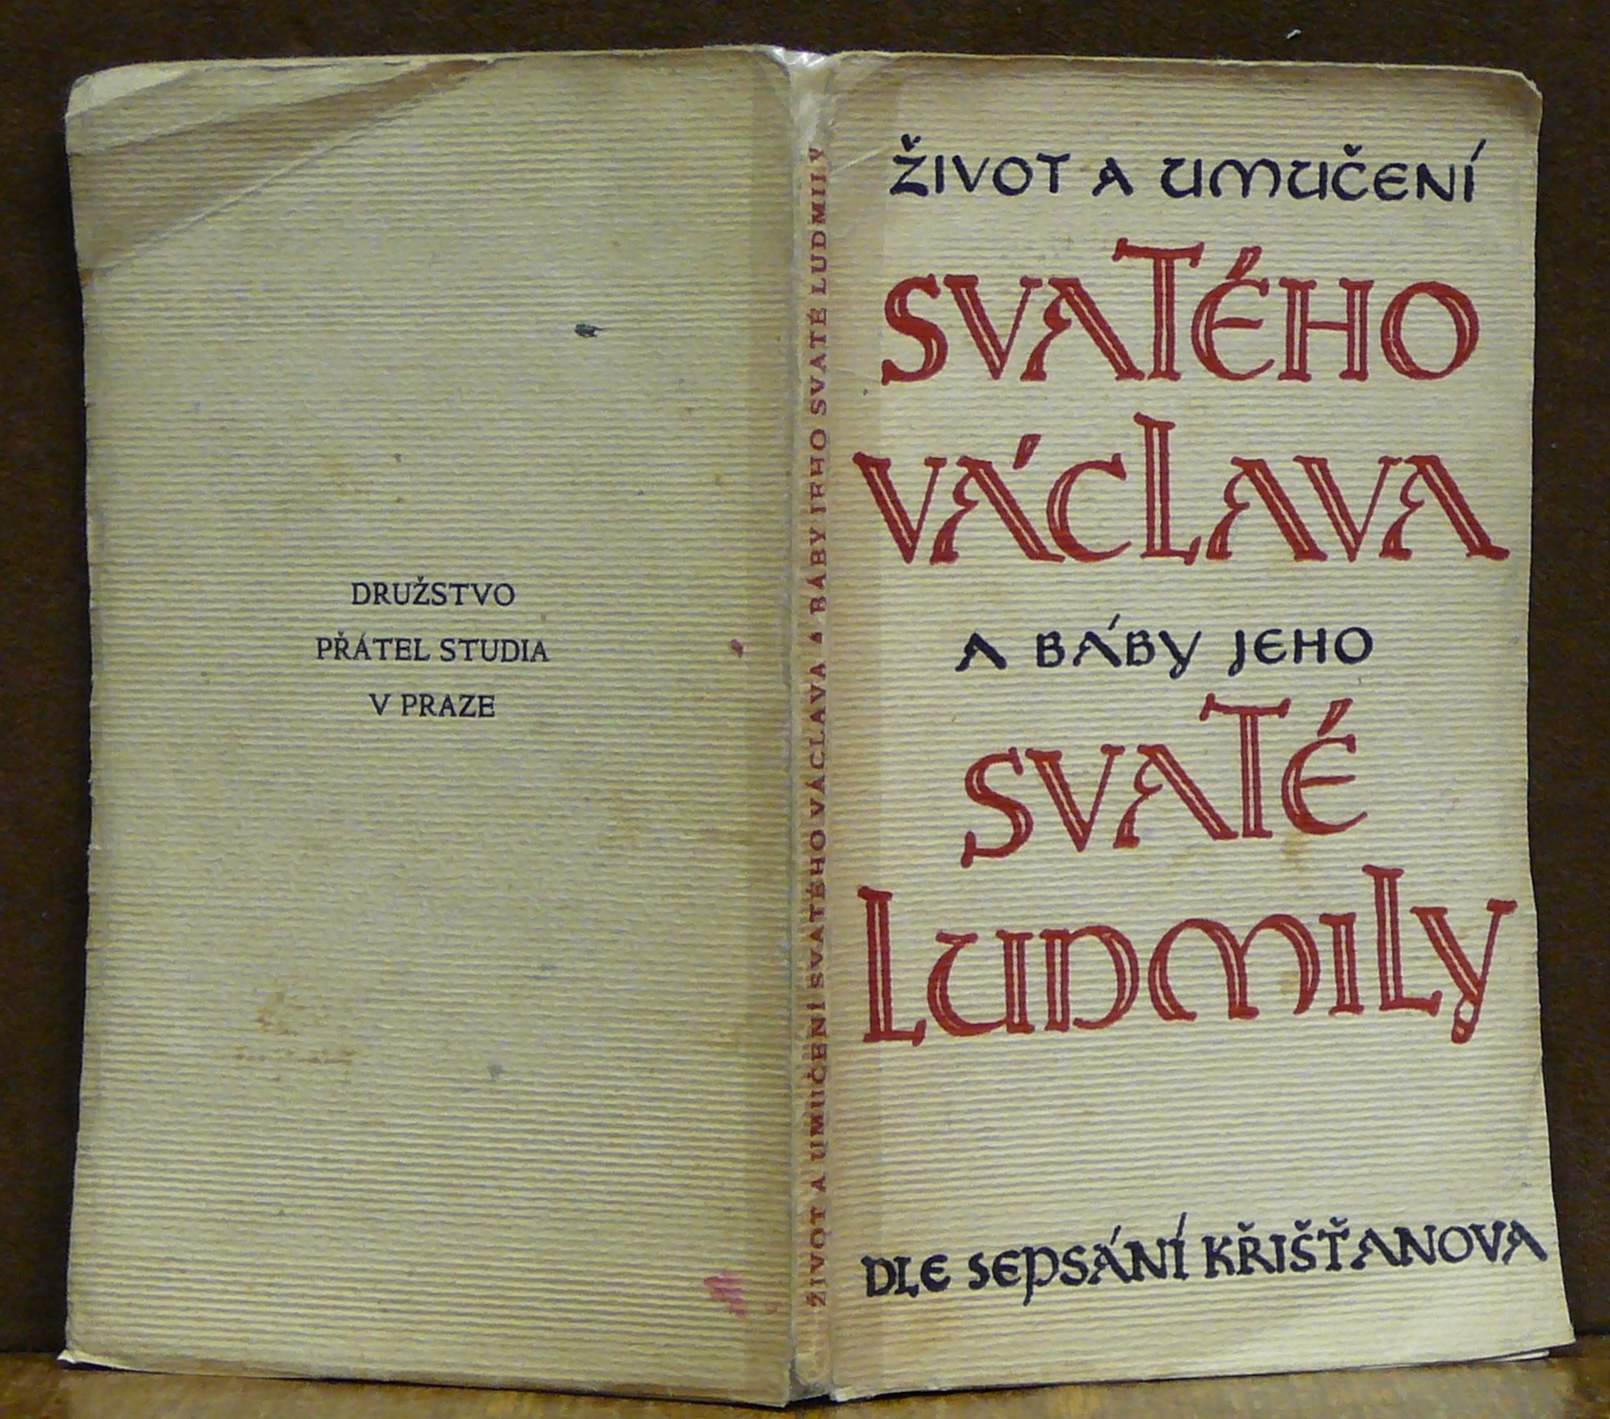 DRUŽSTVO
PŘÁTEL STUDIA
V PRAZE
ŽIVOT A UMUČENÍ SVATÉHO VÁCLAVA A BÁBY JEHO SVATÉ LUDMILY
ŽIVOT A UMUČENÍ
SVATÉHO
VÁCLAVA
A BÁBY JEHO
SVATÉ
LUDMILY
DLE SEPSÁNÍ KŘIŠŤANOVA